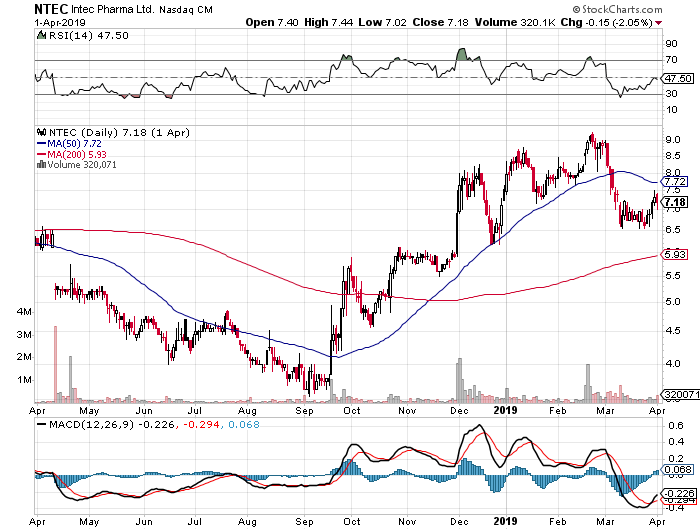 NTEC Intec Pharma Ltd. Nasdaq CM © StockCharts.com
1-Apr-2019 Open 7.40 High 7.44 Low 7.02 Close 7.18 Volume 320.1K Chg -0.15 (-2.05%)
RSI(14) 47.50
90
70
47.50
30
10
NTEC (Daily) 7.18 (1 Apr)
MA(50) 7.72
MA(200) 5.93
Volume 320,071
9.0
8.5
8.0
7.72
7.5
7.18
7.0
6.5
5.93
5.5
5.0
4.5
4.0
3.5
4M
3M
2M
1M
320071
Apr May Jun Jul Aug Sep Oct Nov Dec 2019 Feb Mar Apr
MACD(12,26,9) -0.226, -0.294, 0.068
0.6
0.4
0.2
0.068
0.0
-0.226
-0.294
-0.4
Apr May Jun Jul Aug Sep Oct Nov Dec 2019 Feb Mar Apr